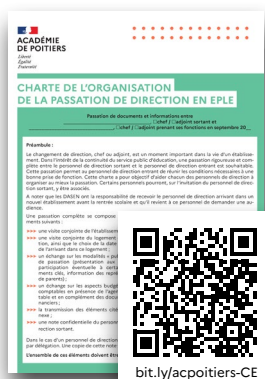 ACADÉMIE
DE POITIERS
Liberté
Égalité
Fraternité
CHARTE DE L'ORGANISATION
DE LA PASSATION DE DIRECTION EN EPLE
Passation de documents et informations entre
, □chef / □adjoint sortant et
, □chef / □adjoint prenant ses fonctions en septembre 20__
Préambule :
Le changement de direction, chef ou adjoint, est un moment important dans la vie d'un établisse-
ment. Dans l'intérêt de la continuité du service public d'éducation, une passation rigoureuse et com-
plète entre le personnel de direction sortant et le personnel de direction entrant est souhaitable.
Cette passation permet au personnel de direction entrant de réunir les conditions nécessaires à une
bonne prise de fonction. Cette charte a pour objectif d'aider chacun des personnels de direction à
organiser au mieux la passation. Certains personnels pourront, sur l'invitation du personnel de direc-
tion sortant, y être associés.
A noter que les DASEN ont la responsabilité de recevoir le personnel de direction arrivant dans un
nouvel établissement avant la rentrée scolaire et qu'il revient à ce personnel de demander une au-
dience.
Une passation complète se compose
ments suivants :
»»» une visite conjointe de l'établissem
»»» une visite conjointe du logement
tion, ainsi que le choix de la date
de l'arrivant dans ce logement ;
»»» un échange sur les modalités « pu
de passation (présentation aux
participation éventuelle à certa
ments clé, information des repré
de parents) ;
»»» un échange sur les aspects budgé
comptables en présence de l'agen
table et en complément des docum
nanciers ;
»»» la transmission des éléments clé
nexe ;
»»» une note confidentielle du personn
rection sortant.
Dans le cas d'un personnel de direction
par délégation. Une copie de cette note
L'ensemble de ces éléments doivent être
bit.ly/acpoitiers-CE